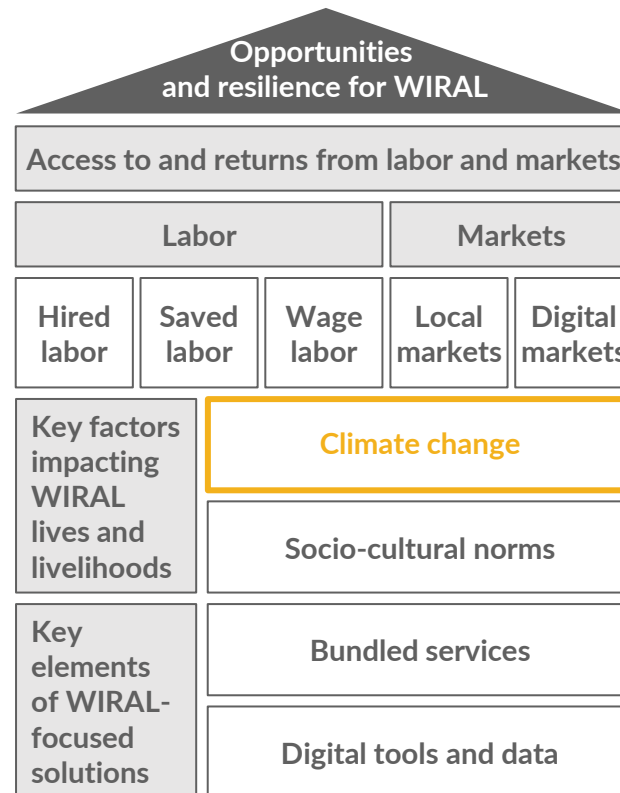 Opportunities
and resilience for WIRAL
Access to and returns from labor and markets
Labor
Markets
Hired
labor
Saved
labor
Wage
labor
Local
markets
Digital
markets
Key factors
impacting
WIRAL
lives and
livelihoods
Climate change
Socio-cultural norms
Key
elements
of WIRAL-
focused
solutions
Bundled services
Digital tools and data